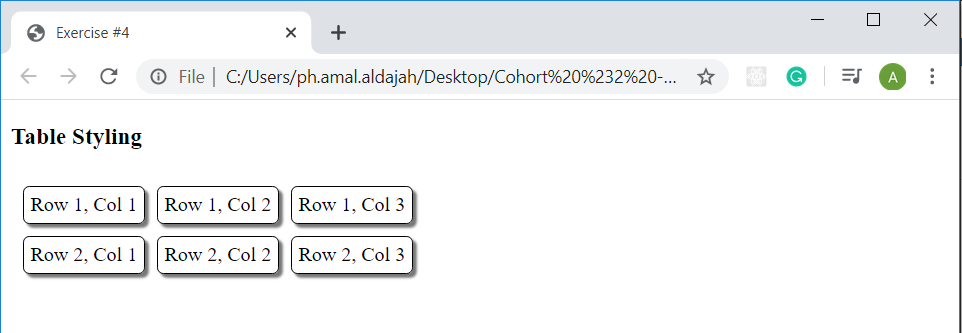 Exercise #4
File | C:/Users/ph.amal.aldajah/Desktop/Cohort%20%232%20-...
A
Table Styling
Row 1, Col 1 Row 1, Col 2 Row 1, Col 3
Row 2, Col 1 Row 2, Col 2 Row 2, Col 3